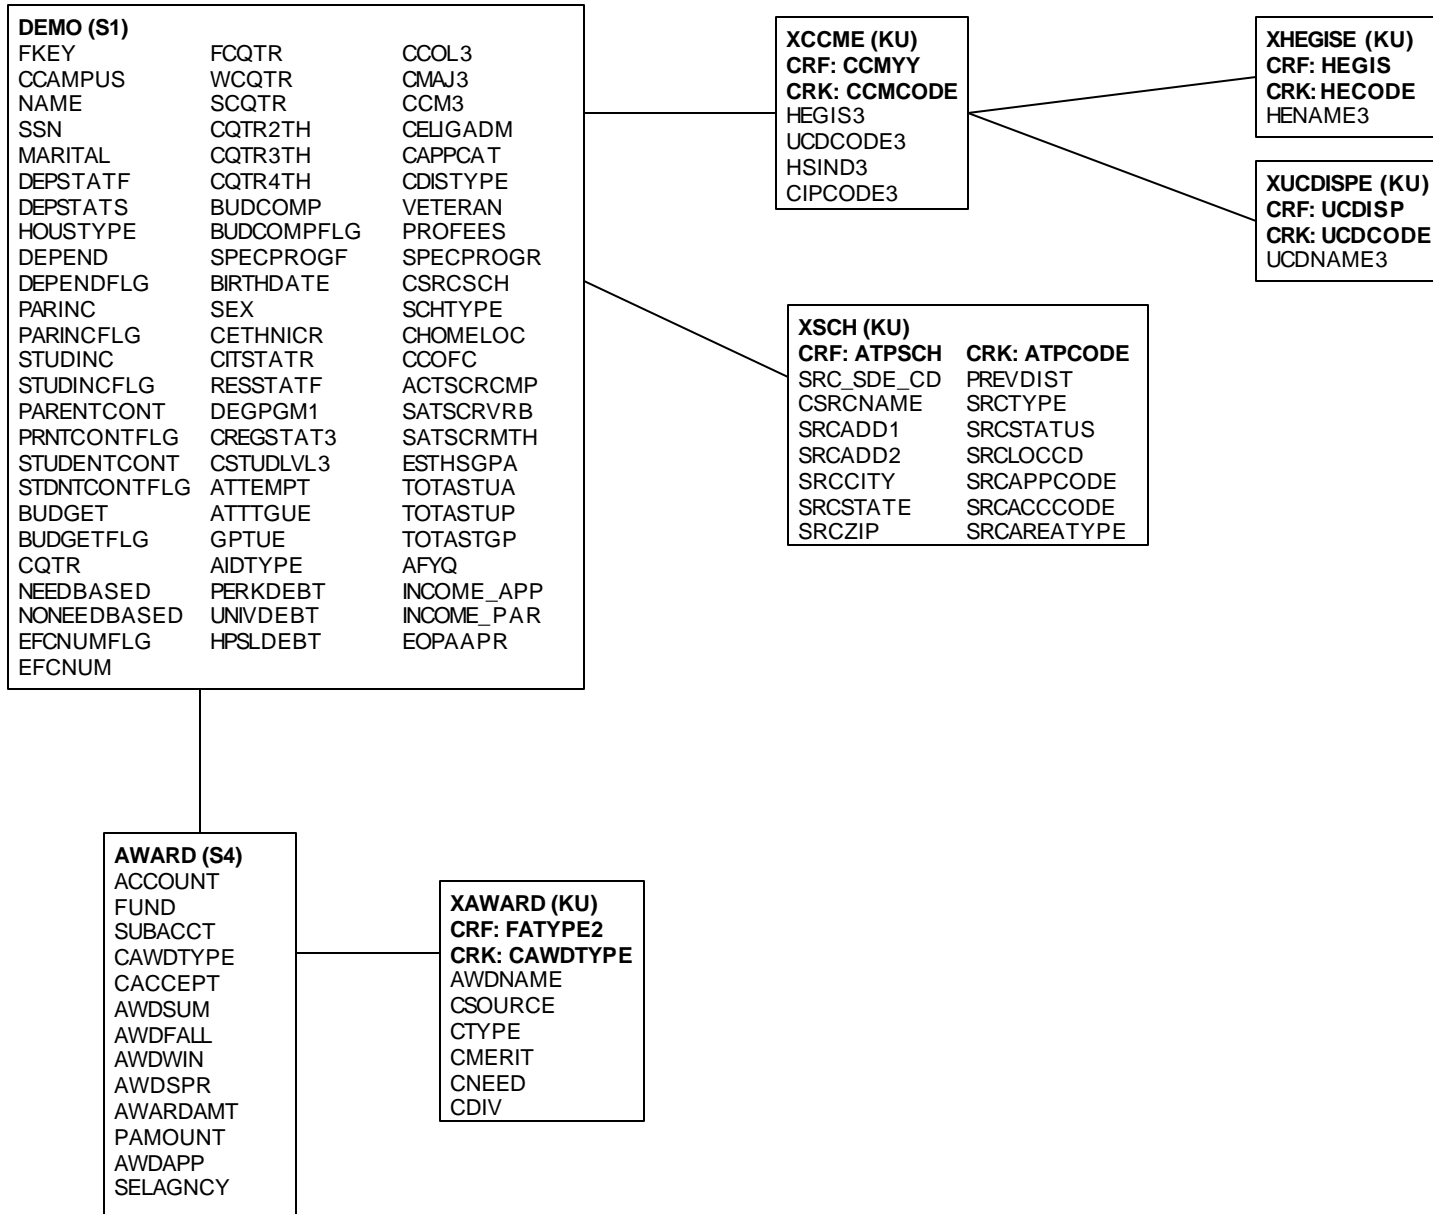 DEMO (S1)
FKEY FCQTR CCOL3
CCAMPUS WCQTR CMAJ3
NAME SCQTR CCM3
SSN CQTR2TH CELIGADM
MARITAL CQTR3TH CAPPCAT
DEPSTATF CQTR4TH CDISTYPE
DEPSTATS BUDCOMP VETERAN
HOUSTYPE BUDCOMPFLG PROFEES
DEPEND SPECPROGF SPECPROGR
DEPENDFLG BIRTHDATE CSRCSCH
PARINC SEX SCHTYPE
PARINCFLG CETHNICR CHOMELOC
STUDINC CITSTATR CCOFC
STUDINCFLG RESSTATF ACTSCRCMP
PARENTCONT DEGPGM1 SATSCRVRB
PRNTCONTFLG CREGSTAT3 SATSCRMTH
STUDENTCONT CSTUDLVL3 ESTHSGPA
STDNTCONTFLG ATTEMPT TOTASTUA
BUDGET ATTTGUE TOTASTUP
BUDGETFLG GPTUE TOTASTGP
CQTR AIDTYPE AFYQ
NEEDBASED PERKDEBT INCOME_APP
NONEEDBASED UNIVDEBT INCOME_PAR
EFCNUMFLG HPSLDEBT EOPAAPR
EFCNUM
XCCME (KU)
CRF: CCMYY
CRK: CCMCODE
HEGIS3
UCDCODE3
HSIND3
CIPCODE3
XHEGISE (KU)
CRF: HEGIS
CRK: HECODE
HENAME3
XUCDISPE (KU)
CRF: UCDISP
CRK: UCDCODE
UCDNAME3
XSCH (KU)
CRF: ATPSCH CRK: ATPCODE
SRC_SDE_CD PREVDIST
CSRCNAME SRCTYPE
SRCADD1 SRCSTATUS
SRCADD2 SRCLOCCD
SRCCITY SRCAPPCODE
SRCSTATE SRCACCCODE
SRCZIP SRCAREATYPE
AWARD (S4)
ACCOUNT
FUND
SUBACCT
CAWDTYPE
CACCEPT
AWDSUM
AWDFALL
AWDWIN
AWDSPR
AWARDAMT
PAMOUNT
AWDAPP
SELAGNCY
XAWARD (KU)
CRF: FATYPE2
CRK: CAWDTYPE
AWDNAME
CSOURCE
CTYPE
CMERIT
CNEED
CDIV